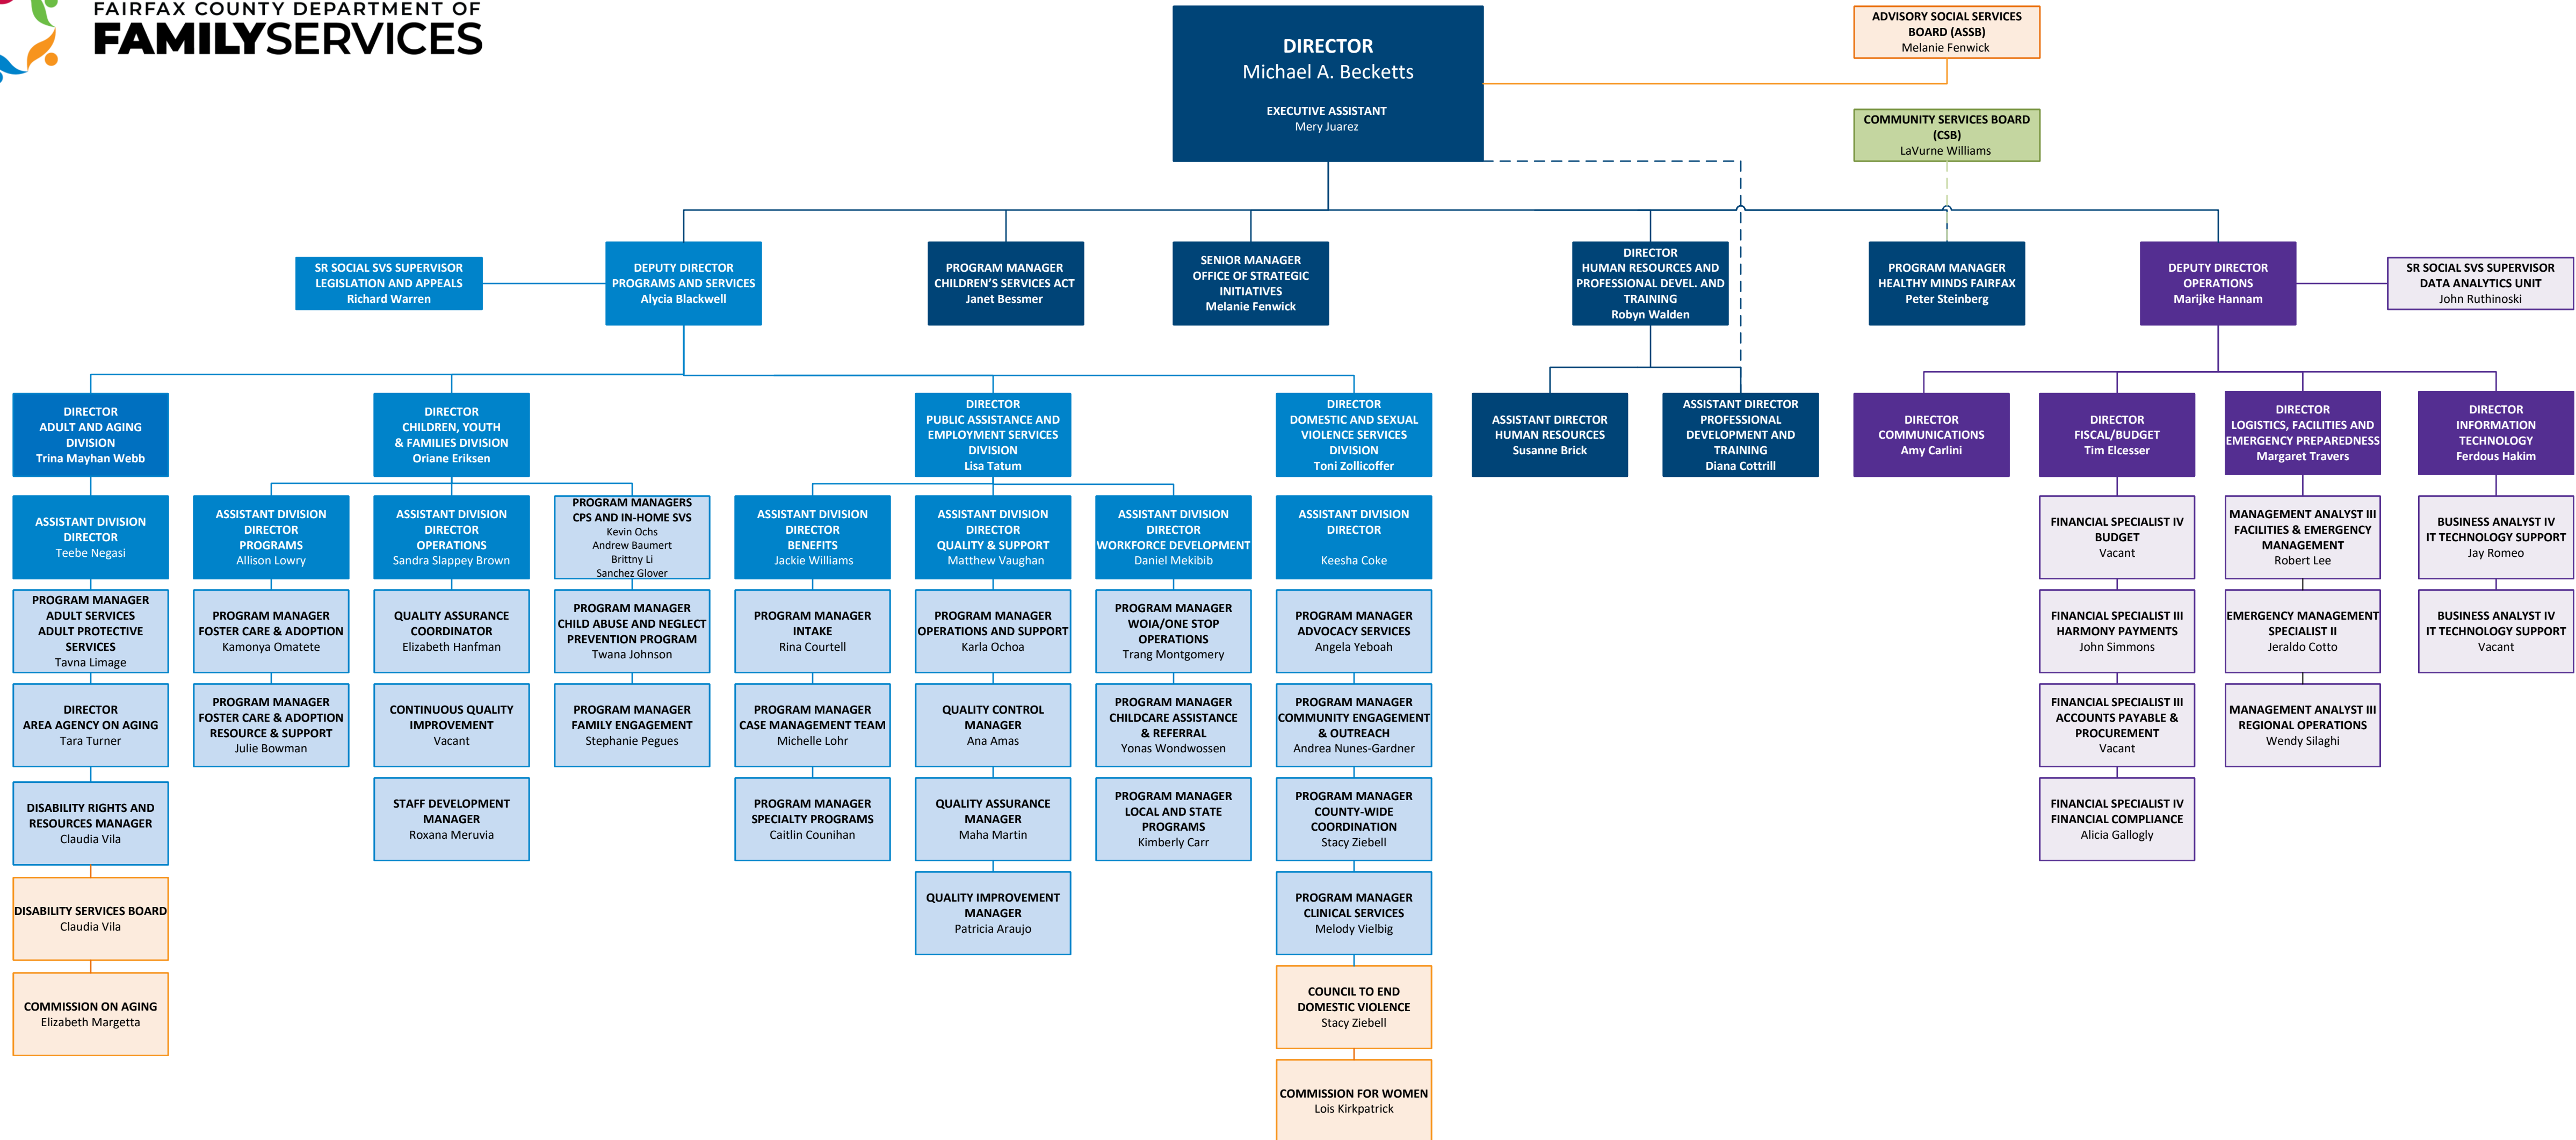 FAIRFAX COUNTY DEPARTMENT OF
FAMILYSERVICES
DIRECTOR
Michael A. Becketts
EXECUTIVE ASSISTANT
Mery Juarez
ADVISORY SOCIAL SERVICES
BOARD (ASSB)
Melanie Fenwick
COMMUNITY SERVICES BOARD
(CSB)
LaVurne Williams
SR SOCIAL SVS SUPERVISOR
LEGISLATION AND APPEALS
Richard Warren
DEPUTY DIRECTOR
PROGRAMS AND SERVICES
Alycia Blackwell
PROGRAM MANAGER
CHILDREN'S SERVICES ACT
Janet Bessmer
SENIOR MANAGER
OFFICE OF STRATEGIC
INITIATIVES
Melanie Fenwick
DIRECTOR
HUMAN RESOURCES AND
PROFESSIONAL DEVEL. AND
TRAINING
Robyn Walden
PROGRAM MANAGER
HEALTHY MINDS FAIRFAX
Peter Steinberg
DEPUTY DIRECTOR
OPERATIONS
Marijke Hannam
SR SOCIAL SVS SUPERVISOR
DATA ANALYTICS UNIT
John Ruthinoski
DIRECTOR
ADULT AND AGING
DIVISION
Trina Mayhan Webb
DIRECTOR
CHILDREN, YOUTH
& FAMILIES DIVISION
Oriane Eriksen
DIRECTOR
PUBLIC ASSISTANCE AND
EMPLOYMENT SERVICES
DIVISION
Lisa Tatum
DIRECTOR
DOMESTIC AND SEXUAL
VIOLENCE SERVICES
DIVISION
Toni Zollicoffer
ASSISTANT DIRECTOR
HUMAN RESOURCES
Susanne Brick
ASSISTANT DIRECTOR
PROFESSIONAL
DEVELOPMENT AND
TRAINING
Diana Cottrill
DIRECTOR
COMMUNICATIONS
Amy Carlini
DIRECTOR
FISCAL/BUDGET
Tim Elcesser
DIRECTOR
LOGISTICS, FACILITIES AND
EMERGENCY PREPAREDNESS
Margaret Travers
DIRECTOR
INFORMATION
TECHNOLOGY
Ferdous Hakim
ASSISTANT DIVISION
DIRECTOR
Teebe Negasi
ASSISTANT DIVISION
DIRECTOR
PROGRAMS
Allison Lowry
ASSISTANT DIVISION
DIRECTOR
OPERATIONS
Sandra Slappey Brown
PROGRAM MANAGERS
CPS AND IN-HOME SVS
Kevin Ochs
Andrew Baumert
Brittny Li
Sanchez Glover
ASSISTANT DIVISION
DIRECTOR
BENEFITS
Jackie Williams
ASSISTANT DIVISION
DIRECTOR
QUALITY & SUPPORT
Matthew Vaughan
ASSISTANT DIVISION
DIRECTOR
WORKFORCE DEVELOPMENT
Daniel Mekibib
ASSISTANT DIVISION
DIRECTOR
Keesha Coke
FINANCIAL SPECIALIST IV
BUDGET
Vacant
MANAGEMENT ANALYST III
FACILITIES & EMERGENCY
MANAGEMENT
Robert Lee
BUSINESS ANALYST IV
IT TECHNOLOGY SUPPORT
Jay Romeo
PROGRAM MANAGER
ADULT SERVICES
ADULT PROTECTIVE
SERVICES
Tavna Limage
PROGRAM MANAGER
FOSTER CARE & ADOPTION
Kamonya Omatete
QUALITY ASSURANCE
COORDINATOR
Elizabeth Hanfman
PROGRAM MANAGER
CHILD ABUSE AND NEGLECT
PREVENTION PROGRAM
Twana Johnson
PROGRAM MANAGER
INTAKE
Rina Courtell
PROGRAM MANAGER
OPERATIONS AND SUPPORT
Karla Ochoa
PROGRAM MANAGER
WOIA/ONE STOP
OPERATIONS
Trang Montgomery
PROGRAM MANAGER
ADVOCACY SERVICES
Angela Yeboah
FINANCIAL SPECIALIST III
HARMONY PAYMENTS
John Simmons
EMERGENCY MANAGEMENT
SPECIALIST II
Jeraldo Cotto
BUSINESS ANALYST IV
IT TECHNOLOGY SUPPORT
Vacant
DIRECTOR
AREA AGENCY ON AGING
Tara Turner
PROGRAM MANAGER
FOSTER CARE & ADOPTION
RESOURCE & SUPPORT
Julie Bowman
CONTINUOUS QUALITY
IMPROVEMENT
Vacant
PROGRAM MANAGER
FAMILY ENGAGEMENT
Stephanie Pegues
PROGRAM MANAGER
CASE MANAGEMENT TEAM
Michelle Lohr
QUALITY CONTROL
MANAGER
Ana Amas
PROGRAM MANAGER
CHILDCARE ASSISTANCE
& REFERRAL
Yonas Wondwossen
PROGRAM MANAGER
COMMUNITY ENGAGEMENT
& OUTREACH
Andrea Nunes-Gardner
FINANCIAL SPECIALIST III
ACCOUNTS PAYABLE &
PROCUREMENT
Vacant
MANAGEMENT ANALYST III
REGIONAL OPERATIONS
Wendy Silaghi
DISABILITY RIGHTS AND
RESOURCES MANAGER
Claudia Vila
STAFF DEVELOPMENT
MANAGER
Roxana Meruvia
PROGRAM MANAGER
SPECIALTY PROGRAMS
Caitlin Counihan
QUALITY ASSURANCE
MANAGER
Maha Martin
PROGRAM MANAGER
LOCAL AND STATE
PROGRAMS
Kimberly Carr
PROGRAM MANAGER
COUNTY-WIDE
COORDINATION
Stacy Ziebell
FINANCIAL SPECIALIST IV
FINANCIAL COMPLIANCE
Alicia Gallogly
DISABILITY SERVICES BOARD
Claudia Vila
QUALITY IMPROVEMENT
MANAGER
Patricia Araujo
PROGRAM MANAGER
CLINICAL SERVICES
Melody Vielbig
COMMISSION ON AGING
Elizabeth Margetta
COUNCIL TO END
DOMESTIC VIOLENCE
Stacy Ziebell
COMMISSION FOR WOMEN
Lois Kirkpatrick